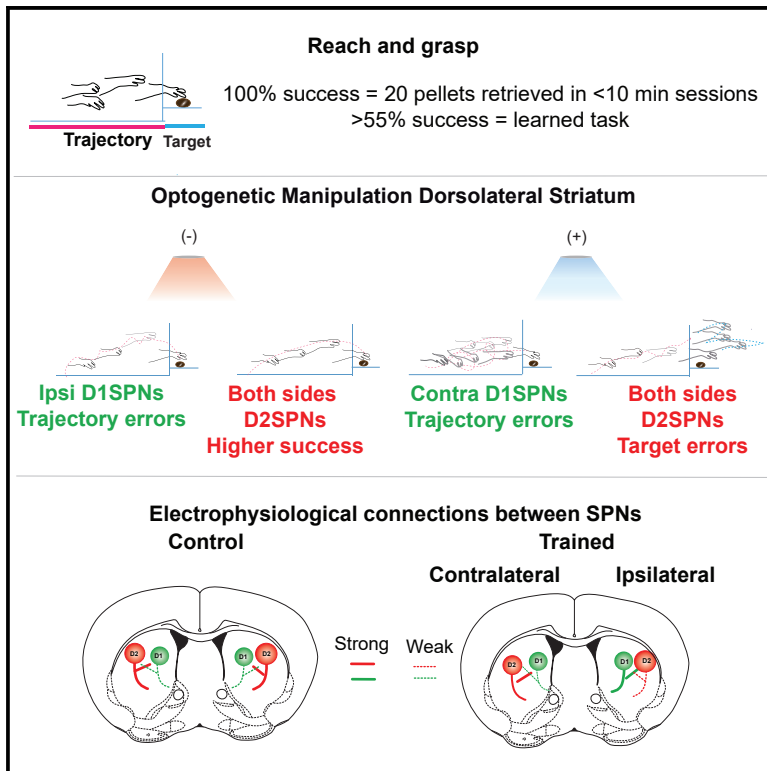 Reach and grasp
100% success = 20 pellets retrieved in <10 min sessions
>55% success = learned task
Trajectory Target
Optogenetic Manipulation Dorsolateral Striatum
(-)
(+)
Ipsi D1SPNs
Trajectory errors
Both sides
D2SPNs
Higher success
Contra D1SPNs
Trajectory errors
Both sides
D2SPNs
Target errors
Electrophysiological connections between SPNs
Control
Trained
Contralateral
Ipsilateral
Strong
Weak
D2
D1
D1
D2
D2
D1
D1
D2